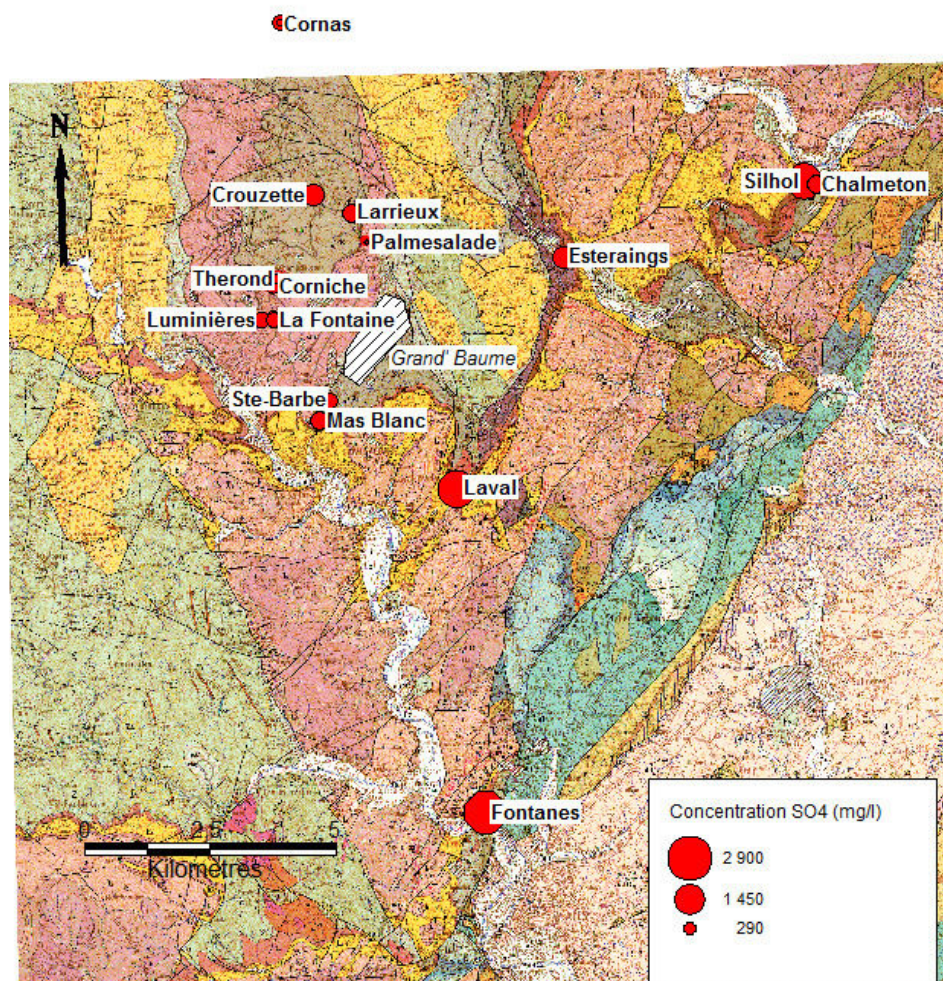 Cornas
N
Silhol
Chalmeton
Crouzette
Larrieux
Palmesalade
Esteraings
Therond
Corniche
Luminières
La Fontaine
Grand' Baume
Ste-Barbe
Mas Blanc
Laval
Fontanes
0 2,5 5
Kilomètres
Concentration SO4 (mg/l)
2 900
1 450
290